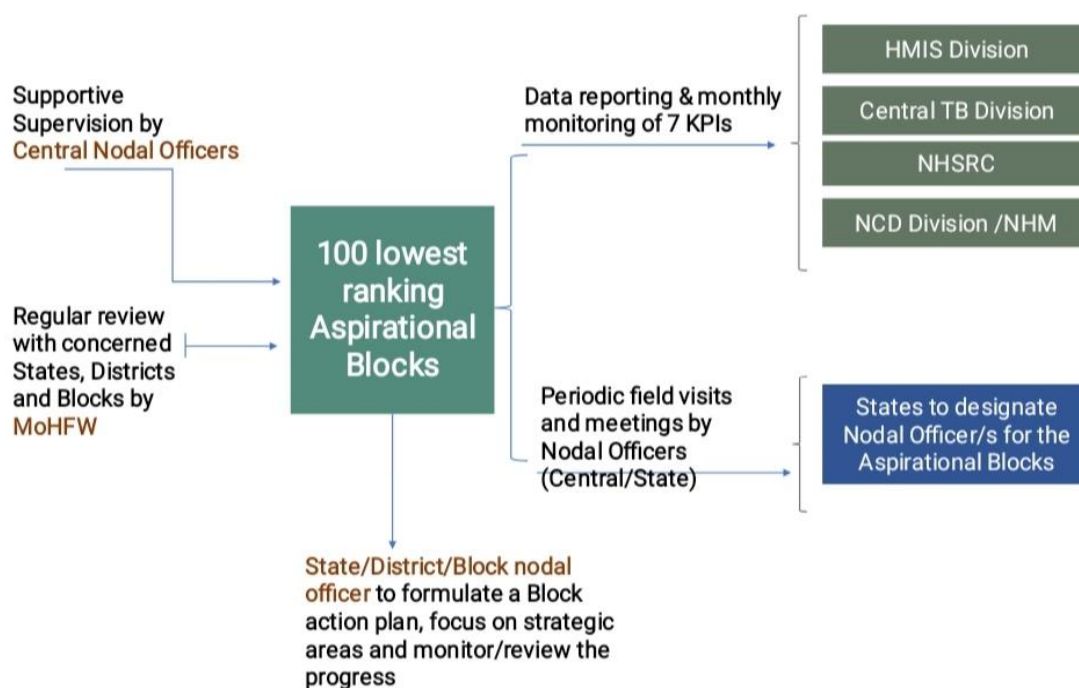 Supportive
Supervision by
Central Nodal Officers
Regular review
with concerned
States, Districts
and Blocks by
MoHFW
100 lowest
ranking
Aspirational
Blocks
State/District/Block nodal
officer to formulate a Block
action plan, focus on strategic
areas and monitor/review the
progress
Data reporting & monthly
monitoring of 7 KPIs
HMIS Division
Central TB Division
NHSRC
NCD Division /NHM
Periodic field visits
and meetings by
Nodal Officers
(Central/State)
States to designate
Nodal Officer/s for the
Aspirational Blocks